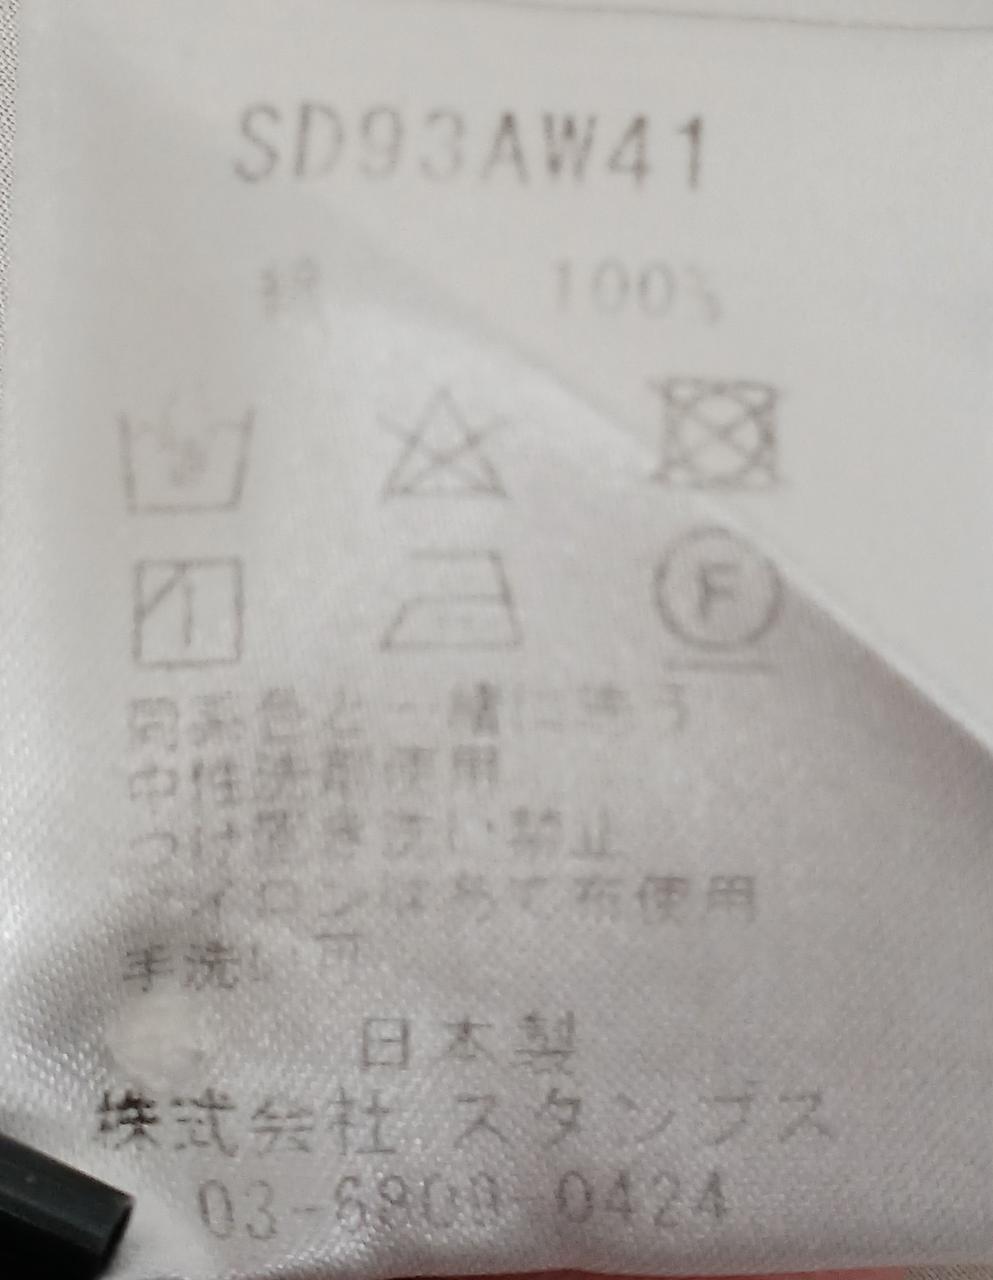 SD93AW41
綿 100%
F
同系色と一緒に洗う
中性洗剤使用
つけ置き洗い禁止
イロンはあて布使用
手洗い可
日本製
株式会社 スタンプス
03-6800-0424